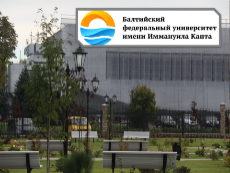 Балтийский
федеральный университет
имени Иммануила Канта